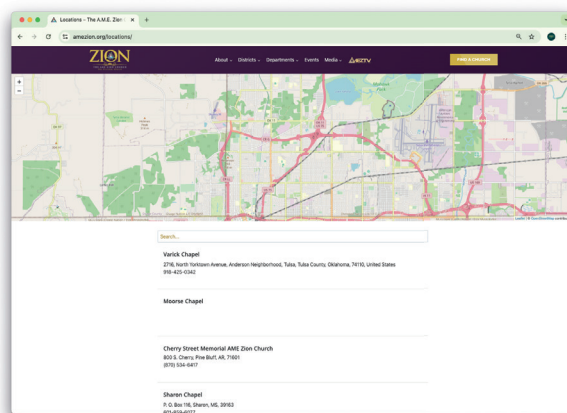 Locations - The A.M.E. Zion
amezion.org/locations/
ZION
About
Districts
Departments
Events
Media
FIND A CHURCH
+
−
Search...
Varick Chapel
2716, North Yorktown Avenue, Anderson Neighborhood, Tulsa, Tulsa County, Oklahoma, 74110, United States
918-425-0342
Moorse Chapel
Cherry Street Memorial AME Zion Church
800 S. Cherry, Pine Bluff, AR, 71601
(870) 534-6417
Sharon Chapel
P. O. Box 116, Sharon, MS, 39163